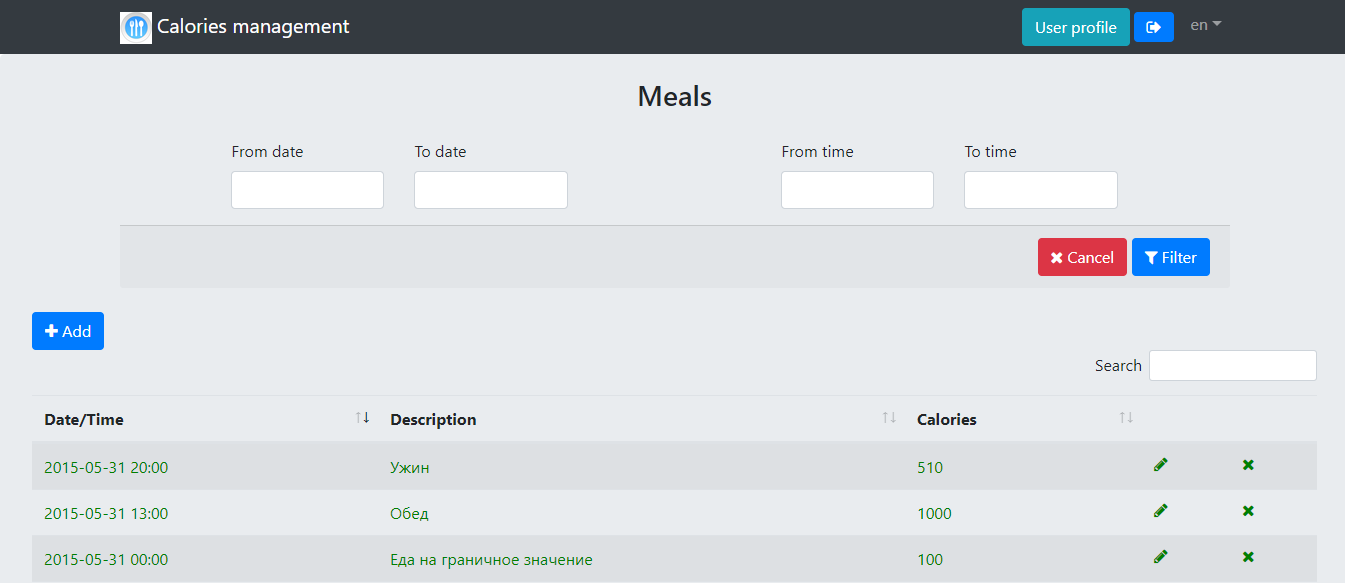 Calories management User profile en
Meals
From date To date From time To time
Cancel Filter
Add
Search
Date/Time Description Calories
2015-05-31 20:00 Ужин 510
2015-05-31 13:00 Обед 1000
2015-05-31 00:00 Еда на граничное значение 100